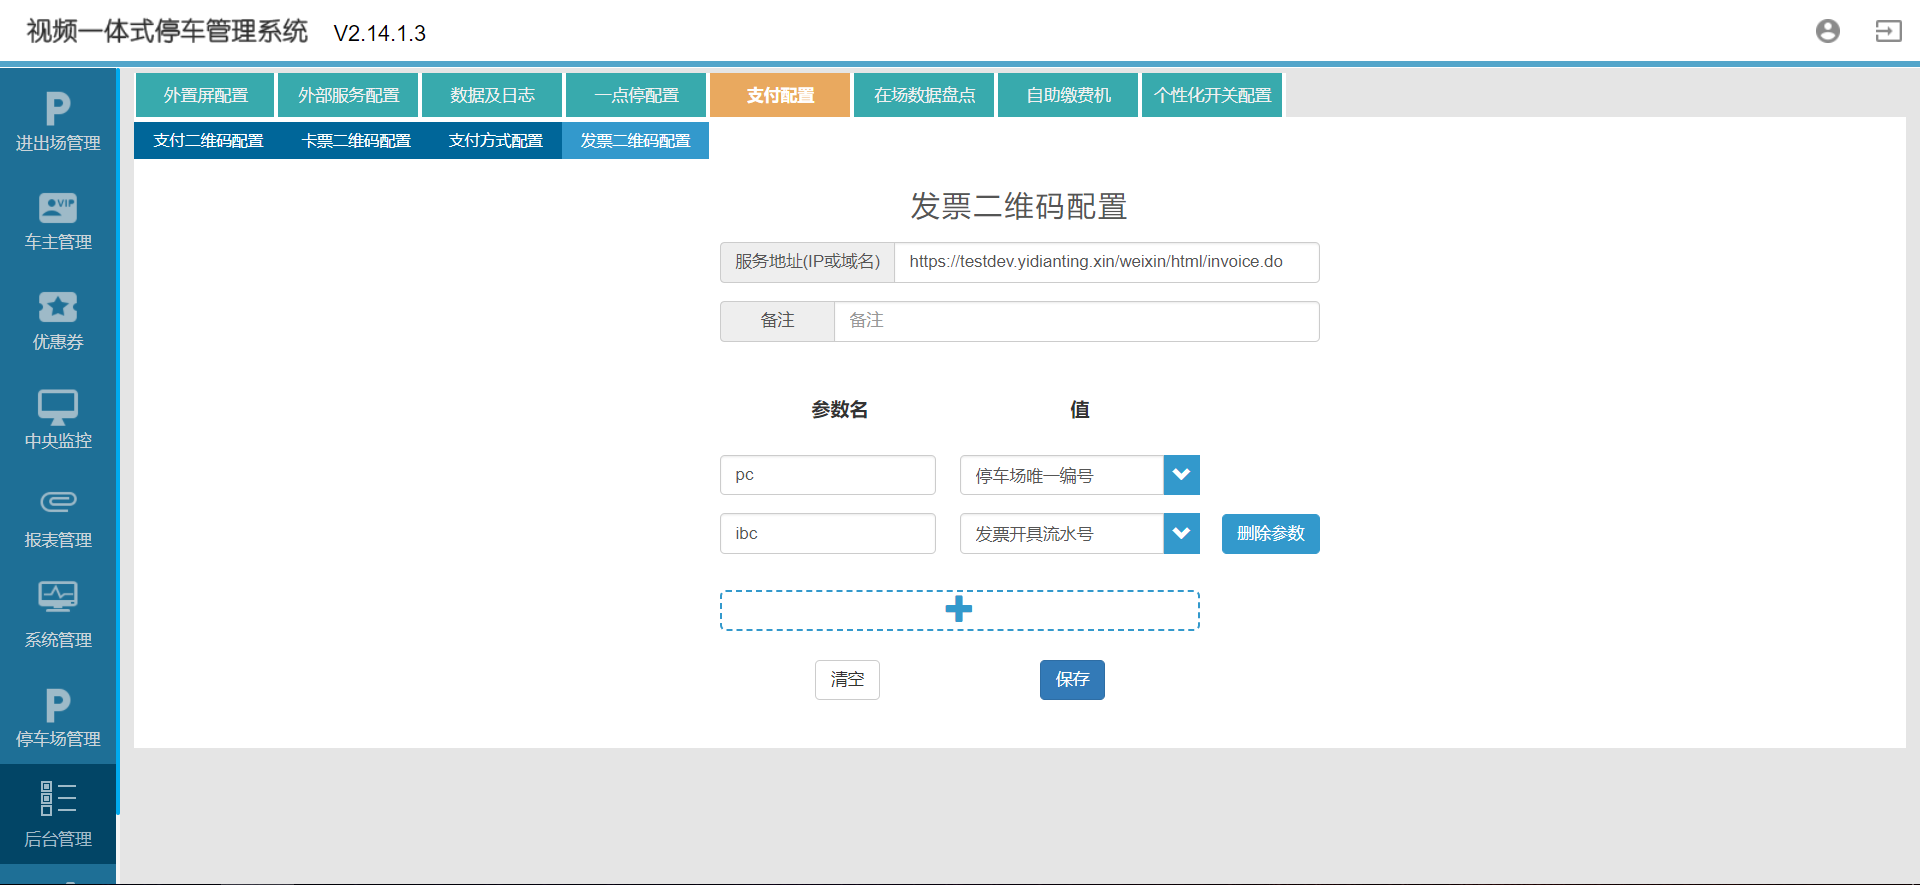 视频一体式停车管理系统 V2.14.1.3
进出场管理
VIP
车主管理
优惠券
中央监控
报表管理
系统管理
停车场管理
后台管理
外置屏配置 外部服务配置 数据及日志 一点停配置 支付配置 在场数据盘点 自助缴费机 个性化开关配置
支付二维码配置 卡票二维码配置 支付方式配置 发票二维码配置
发票二维码配置
服务地址(IP或域名) https://testdev.yidianting.xin/weixin/html/invoice.do
备注 备注
参数名 值
pc 停车场唯一编号
ibc 发票开具流水号 删除参数
清空 保存